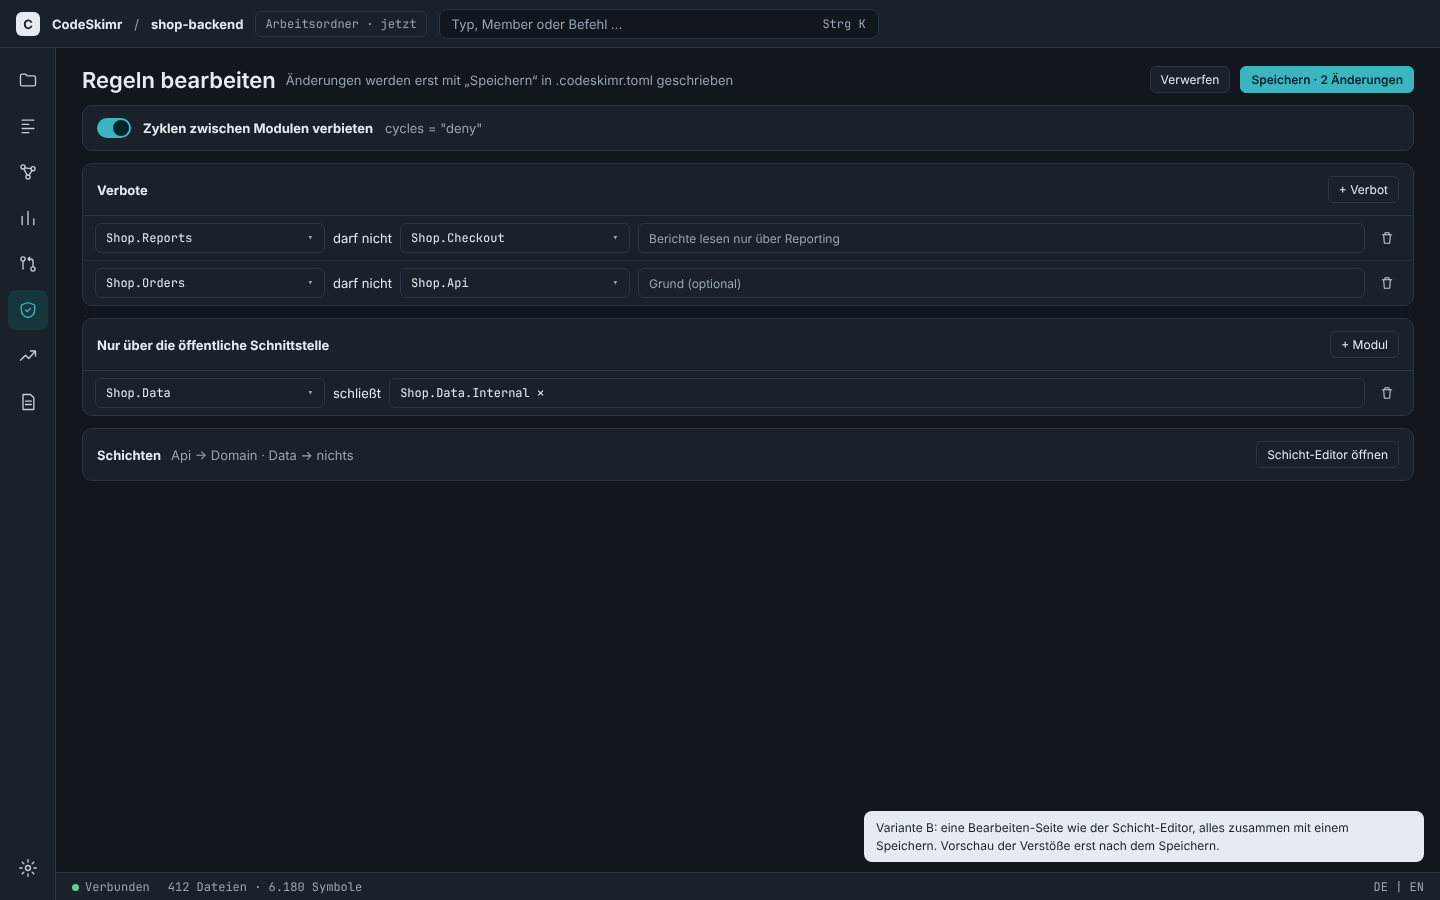 C CodeSkimr / shop-backend Arbeitsordner · jetzt Typ, Member oder Befehl ... Strg K
Regeln bearbeiten Änderungen werden erst mit „Speichern“ in .codeskimr.toml geschrieben Verwerfen Speichern · 2 Änderungen
Zyklen zwischen Modulen verbieten cycles = "deny"
Verbote + Verbot
Shop.Reports darf nicht Shop.Checkout Berichte lesen nur über Reporting
Shop.Orders darf nicht Shop.Api Grund (optional)
Nur über die öffentliche Schnittstelle + Modul
Shop.Data schließt Shop.Data.Internal ×
Schichten Api → Domain · Data → nichts Schicht-Editor öffnen
Variante B: eine Bearbeiten-Seite wie der Schicht-Editor, alles zusammen mit einem
Speichern. Vorschau der Verstöße erst nach dem Speichern.
Verbunden 412 Dateien · 6.180 Symbole DE | EN